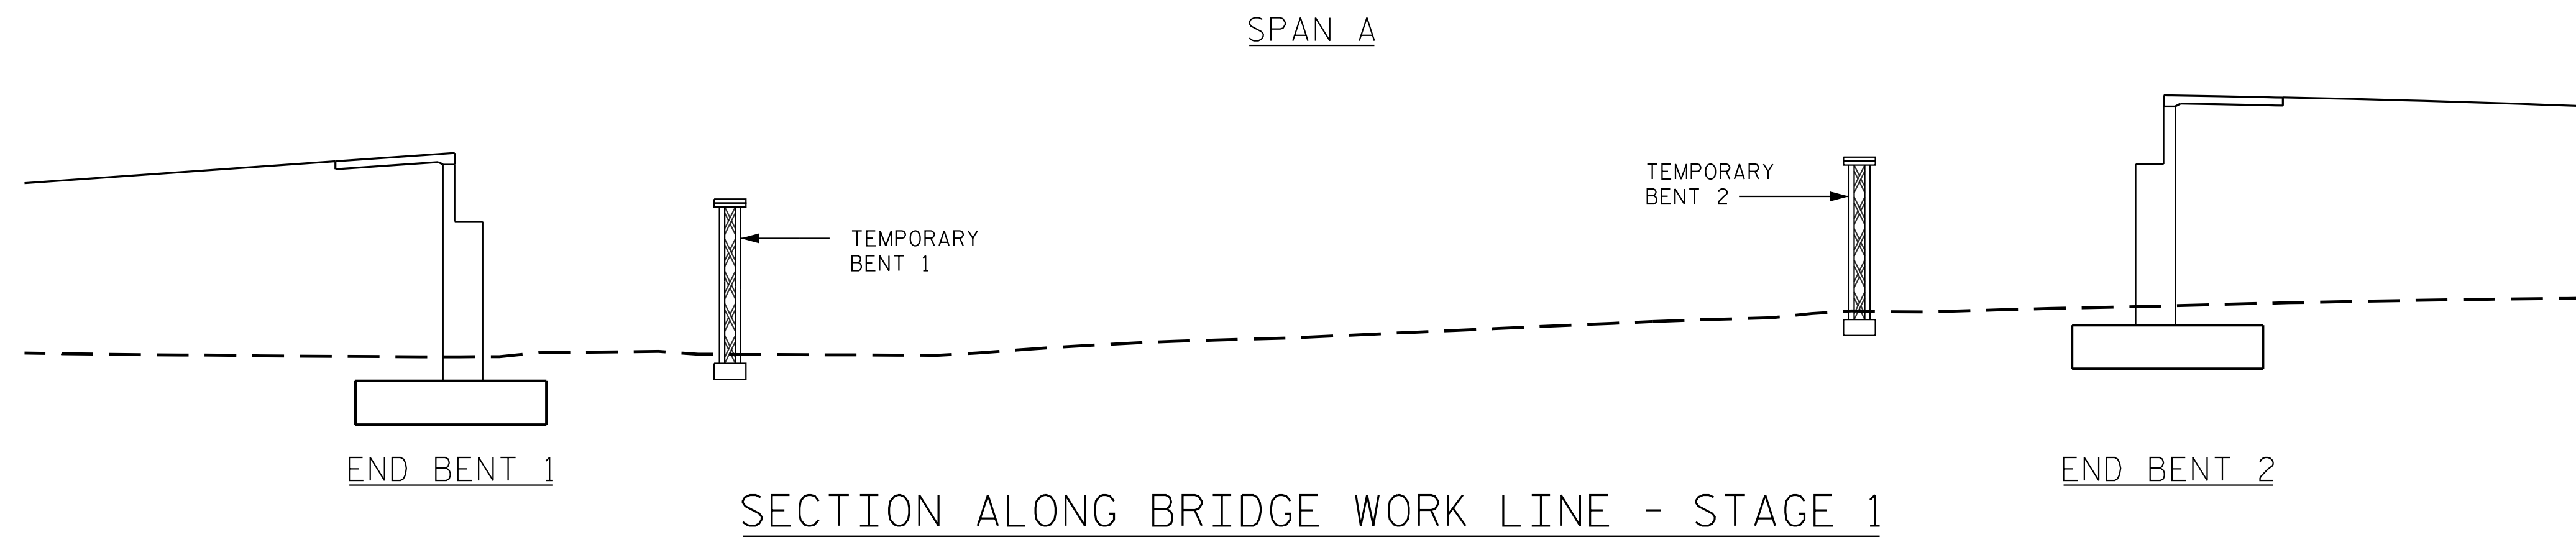 SPAN A
TEMPORARY
BENT 1
TEMPORARY
BENT 2
END BENT 1
END BENT 2
SECTION ALONG BRIDGE WORK LINE - STAGE 1